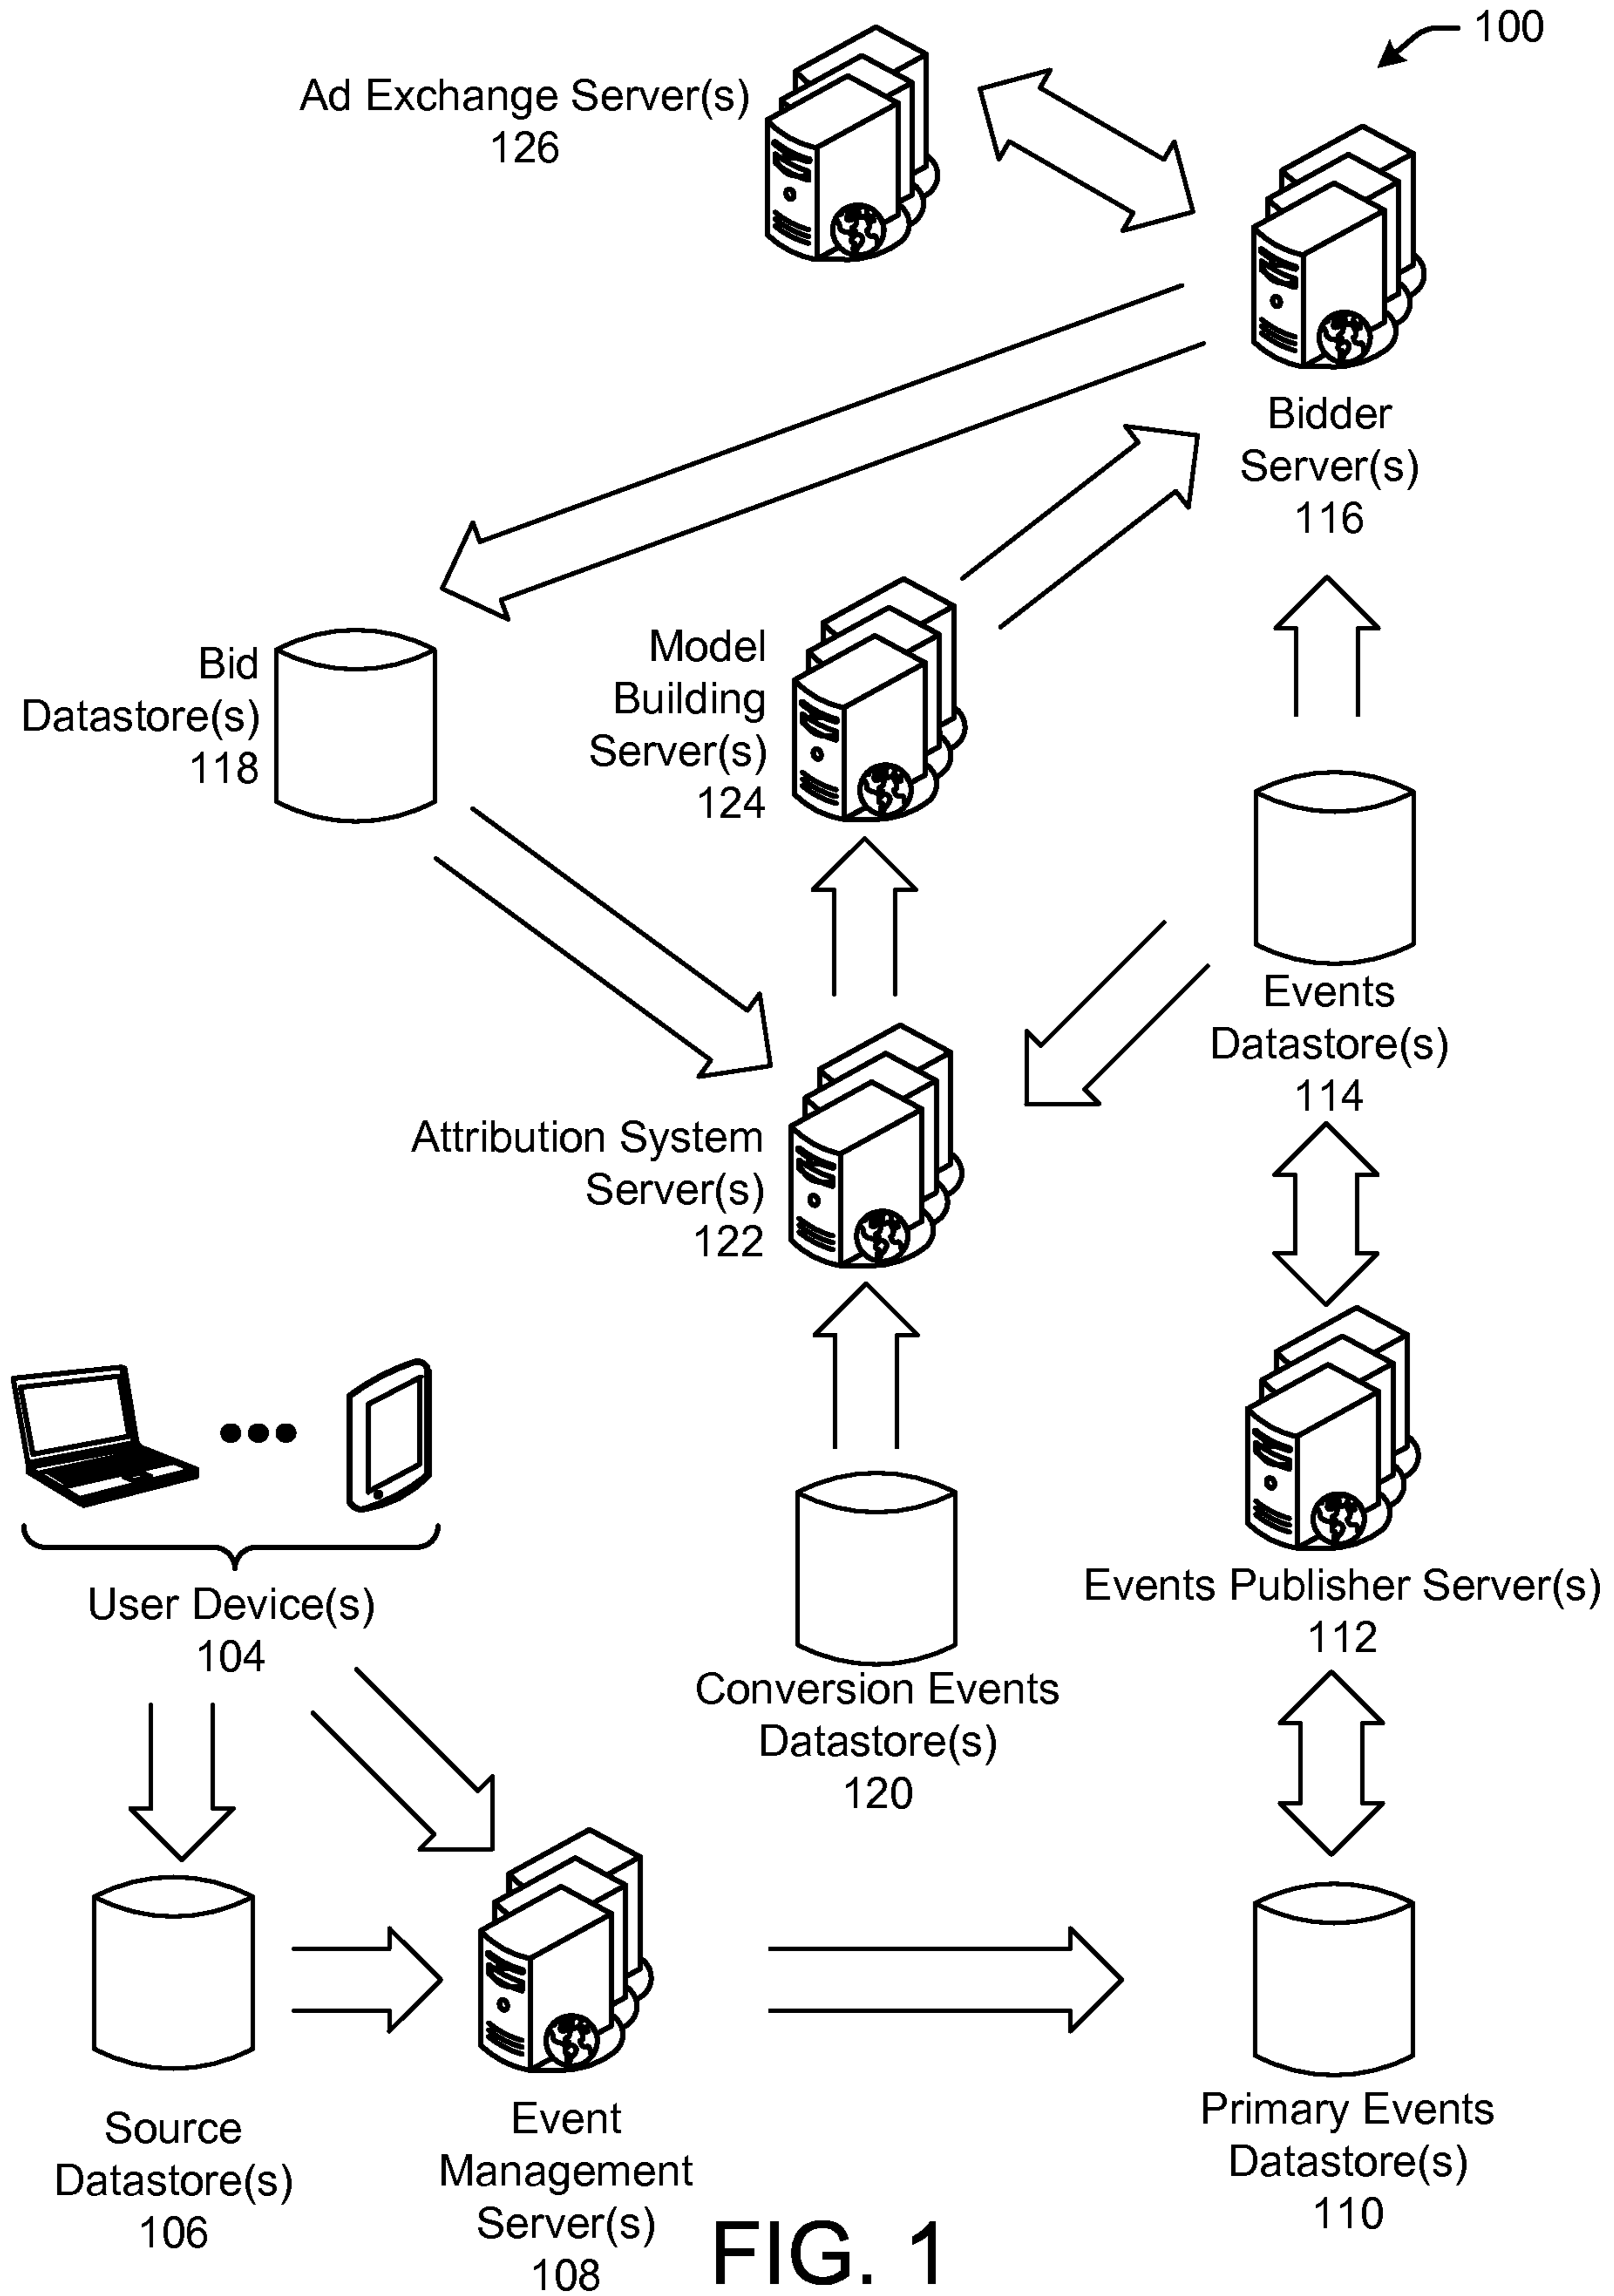 100
Ad Exchange Server(s)
126
Bidder
Server(s)
116
Bid
Datastore(s)
118
Model
Building
Server(s)
124
Events
Datastore(s)
114
Attribution System
Server(s)
122
User Device(s)
104
Events Publisher Server(s)
112
Conversion Events
Datastore(s)
120
Source
Datastore(s)
106
Event
Management
Server(s)
108
Primary Events
Datastore(s)
110
FIG. 1